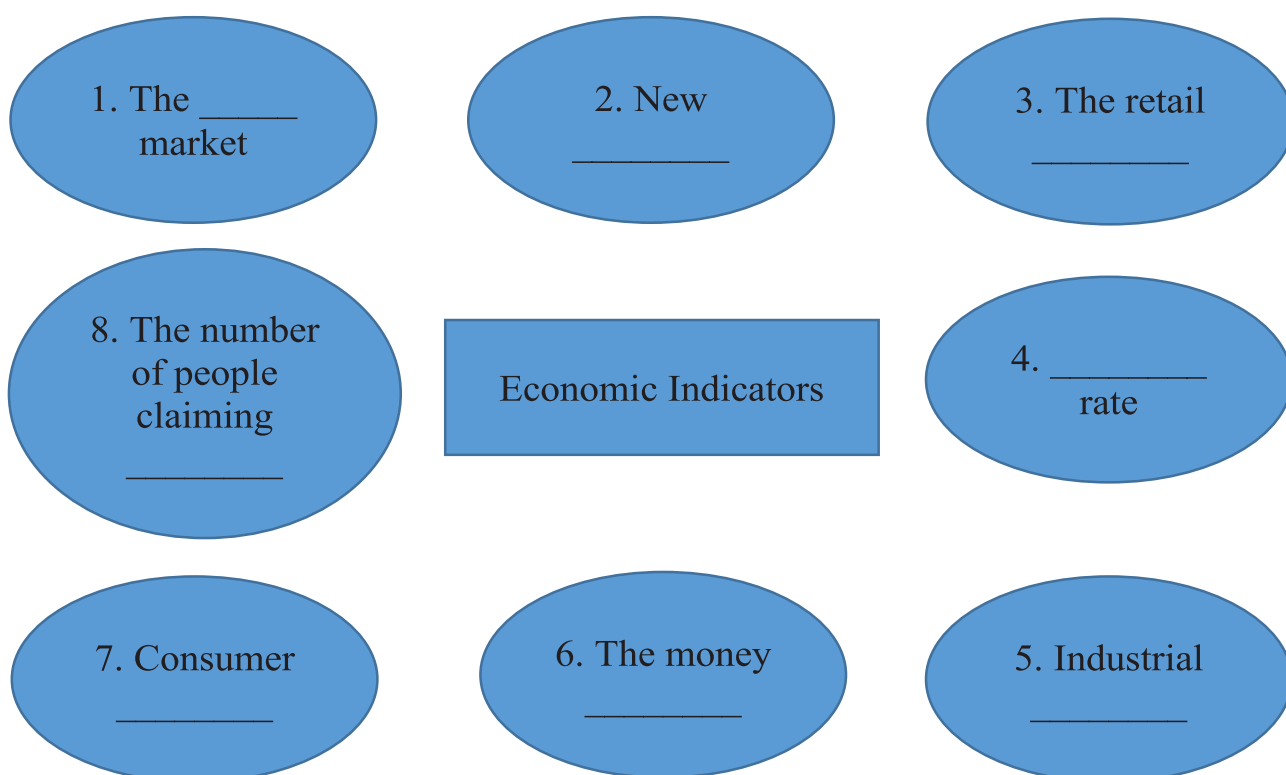 1. The _____
market
2. New
________
3. The retail
________
8. The number
of people
claiming
________
Economic Indicators
4. ________
rate
7. Consumer
________
6. The money
________
5. Industrial
________